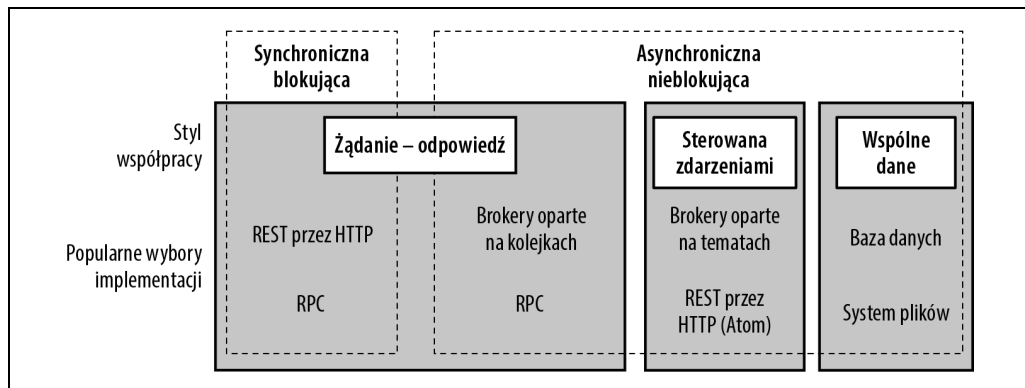 Synchroniczna
blokująca
Asynchroniczna
nieblokująca
Styl
współpracy
Żądanie – odpowiedź
Sterowana
zdarzeniami
Wspólne
dane
Popularne wybory
implementacji
REST przez HTTP
RPC
Brokery oparte
na kolejkach
RPC
Brokery oparte
na tematach
REST przez
HTTP (Atom)
Baza danych
System plików